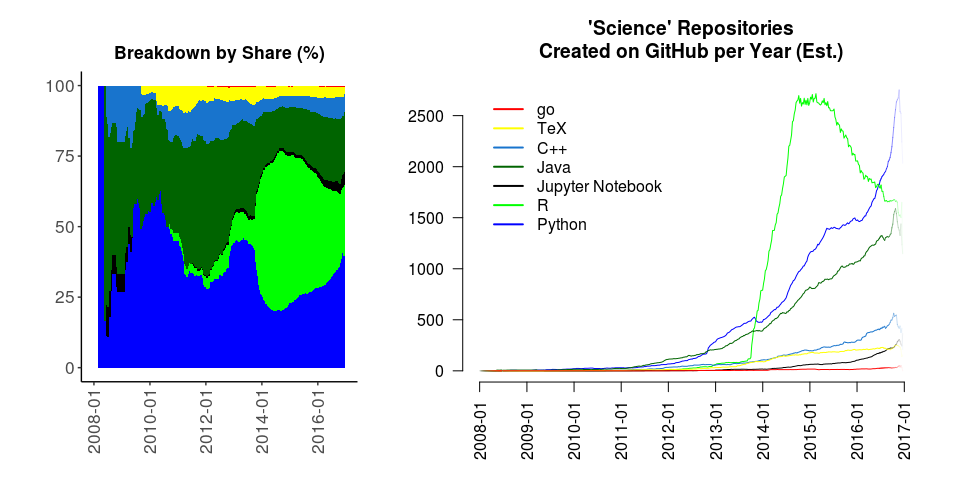 Breakdown by Share (%)
100
75
50
25
0
2008-01
2010-01
2012-01
2014-01
2016-01
'Science' Repositories
Created on GitHub per Year (Est.)
2500
2000
1500
1000
500
0
go
TeX
C++
Java
Jupyter Notebook
R
Python
2008-01
2009-01
2010-01
2011-01
2012-01
2013-01
2014-01
2015-01
2016-01
2017-01